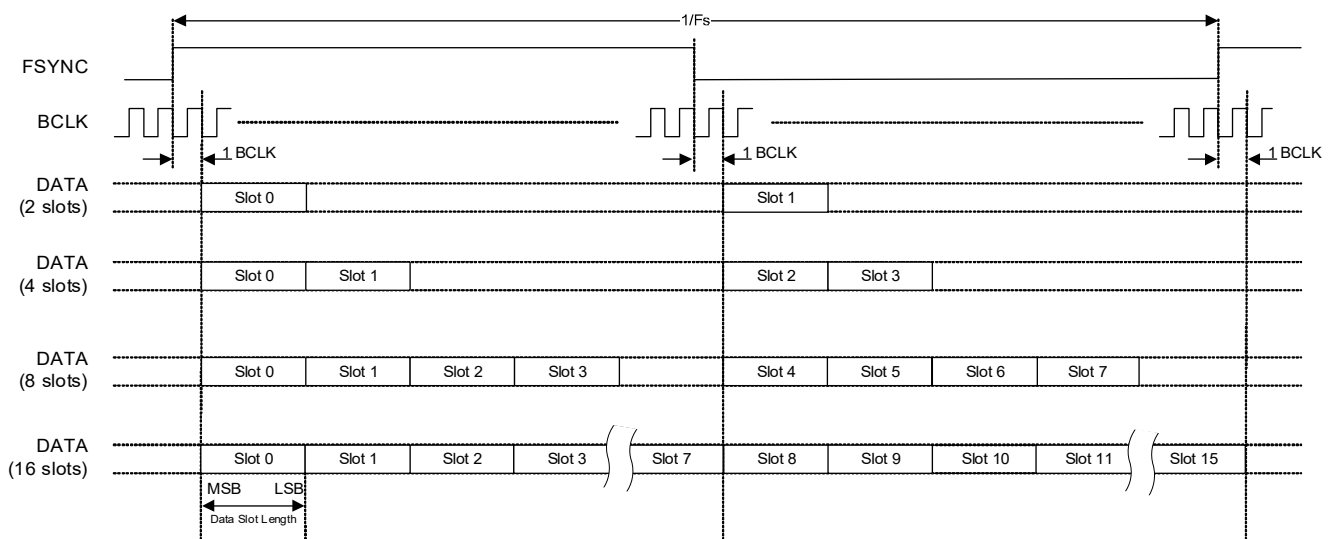 1/Fs
FSYNC
BCLK
1 BCLK 1 BCLK 1 BCLK
DATA
(2 slots)
Slot 0 Slot 1
DATA
(4 slots)
Slot 0 Slot 1 Slot 2 Slot 3
DATA
(8 slots)
Slot 0 Slot 1 Slot 2 Slot 3 Slot 4 Slot 5 Slot 6 Slot 7
DATA
(16 slots)
Slot 0 Slot 1 Slot 2 Slot 3 Slot 7 Slot 8 Slot 9 Slot 10 Slot 11 Slot 15
MSB LSB
Data Slot Length